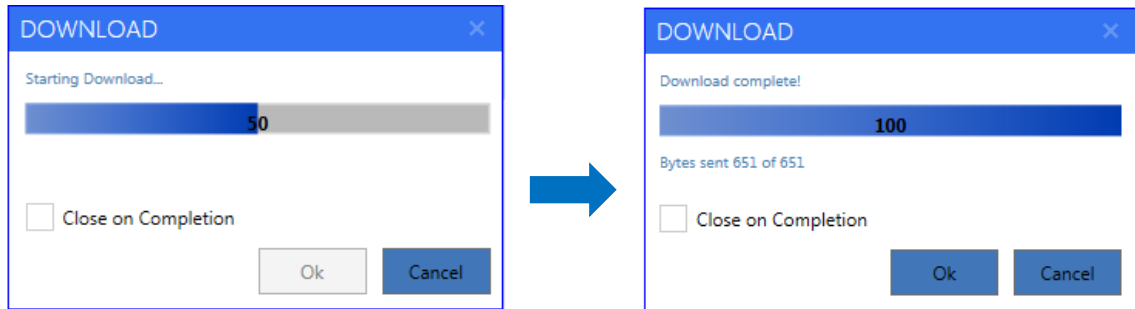 DOWNLOAD
Starting Download...
50
Close on Completion
Ok
Cancel
DOWNLOAD
Download complete!
100
Bytes sent 651 of 651
Close on Completion
Ok
Cancel